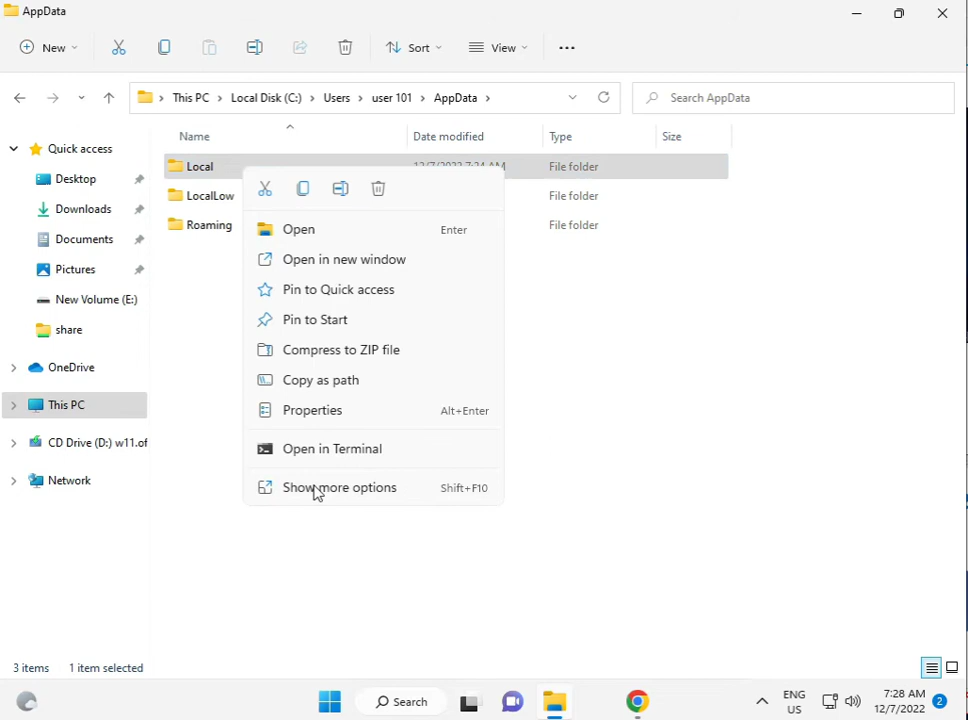 AppData
New
Sort
View
This PC > Local Disk (C:) > Users > user 101 > AppData >
Search AppData
Name
Date modified
Type
Size
Quick access
Desktop
Downloads
Documents
Pictures
New Volume (E:)
share
OneDrive
This PC
CD Drive (D:) w11.of
Network
Local
12/7/2022 7:24 AM
File folder
LocalLow
File folder
Roaming
File folder
Open Enter
Open in new window
Pin to Quick access
Pin to Start
Compress to ZIP file
Copy as path
Properties Alt+Enter
Open in Terminal
Show more options Shift+F10
3 items 1 item selected
Search
ENG
US
7:28 AM
12/7/2022
2